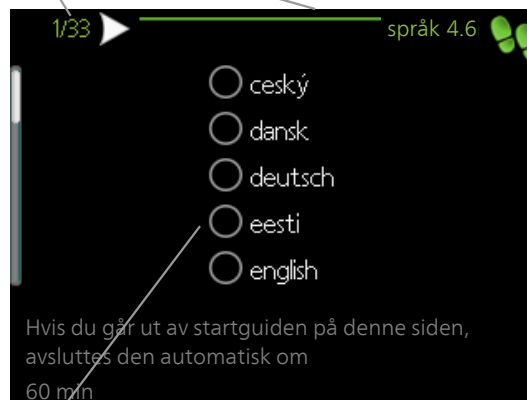 1/33 språk 4.6
ceský
dansk
deutsch
eesti
english
Hvis du går ut av startguiden på denne siden,
avsluttes den automatisk om
60 min